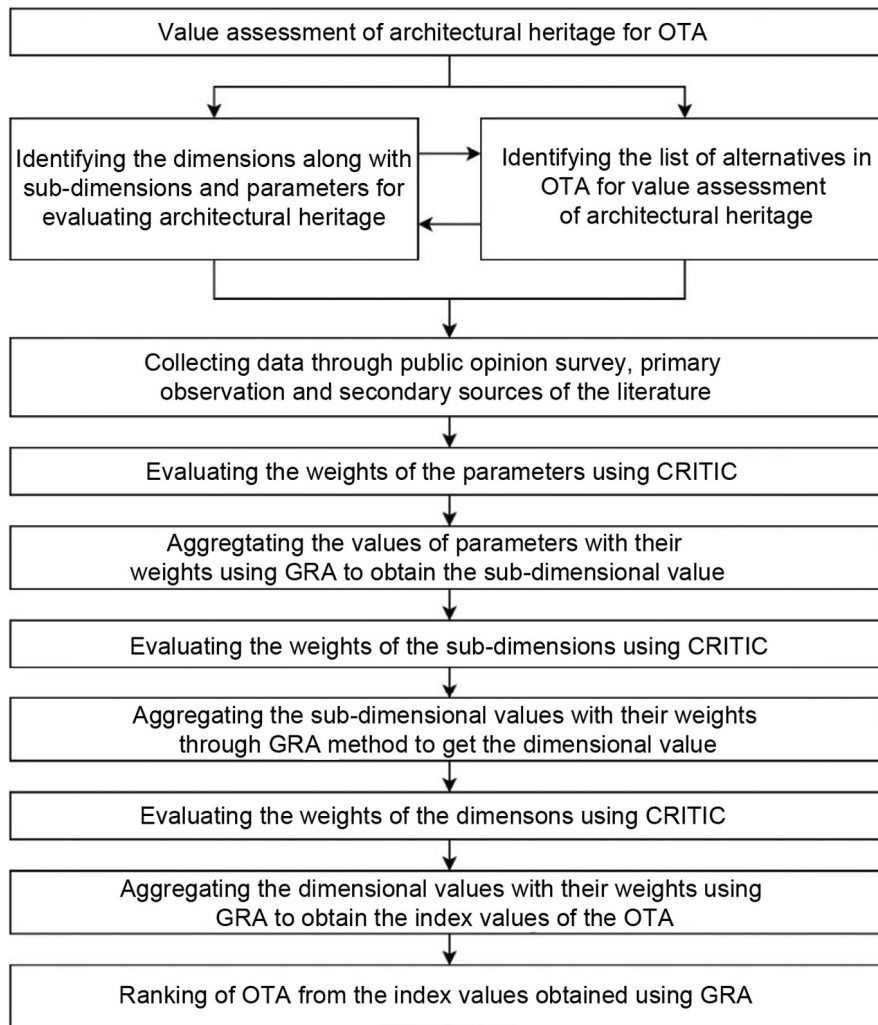 Value assessment of architectural heritage for OTA
Identifying the dimensions along with
sub-dimensions and parameters for
evaluating architectural heritage
Identifying the list of alternatives in
OTA for value assessment
of architectural heritage
Collecting data through public opinion survey, primary
observation and secondary sources of the literature
Evaluating the weights of the parameters using CRITIC
Aggregtating the values of parameters with their
weights using GRA to obtain the sub-dimensional value
Evaluating the weights of the sub-dimensions using CRITIC
Aggregating the sub-dimensional values with their weights
through GRA method to get the dimensional value
Evaluating the weights of the dimensons using CRITIC
Aggregating the dimensional values with their weights using
GRA to obtain the index values of the OTA
Ranking of OTA from the index values obtained using GRA